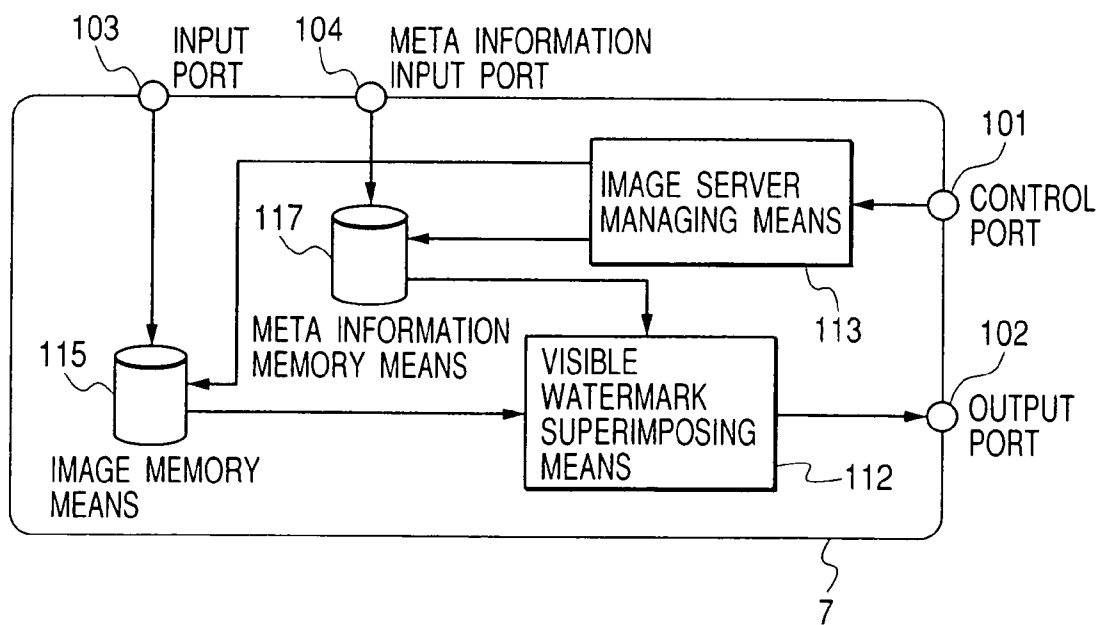 103
INPUT
PORT
104
META INFORMATION
INPUT PORT
101
CONTROL
PORT
IMAGE SERVER
MANAGING MEANS
113
117
META INFORMATION
MEMORY MEANS
102
OUTPUT
PORT
115
IMAGE MEMORY
MEANS
VISIBLE
WATERMARK
SUPERIMPOSING
MEANS
112
7